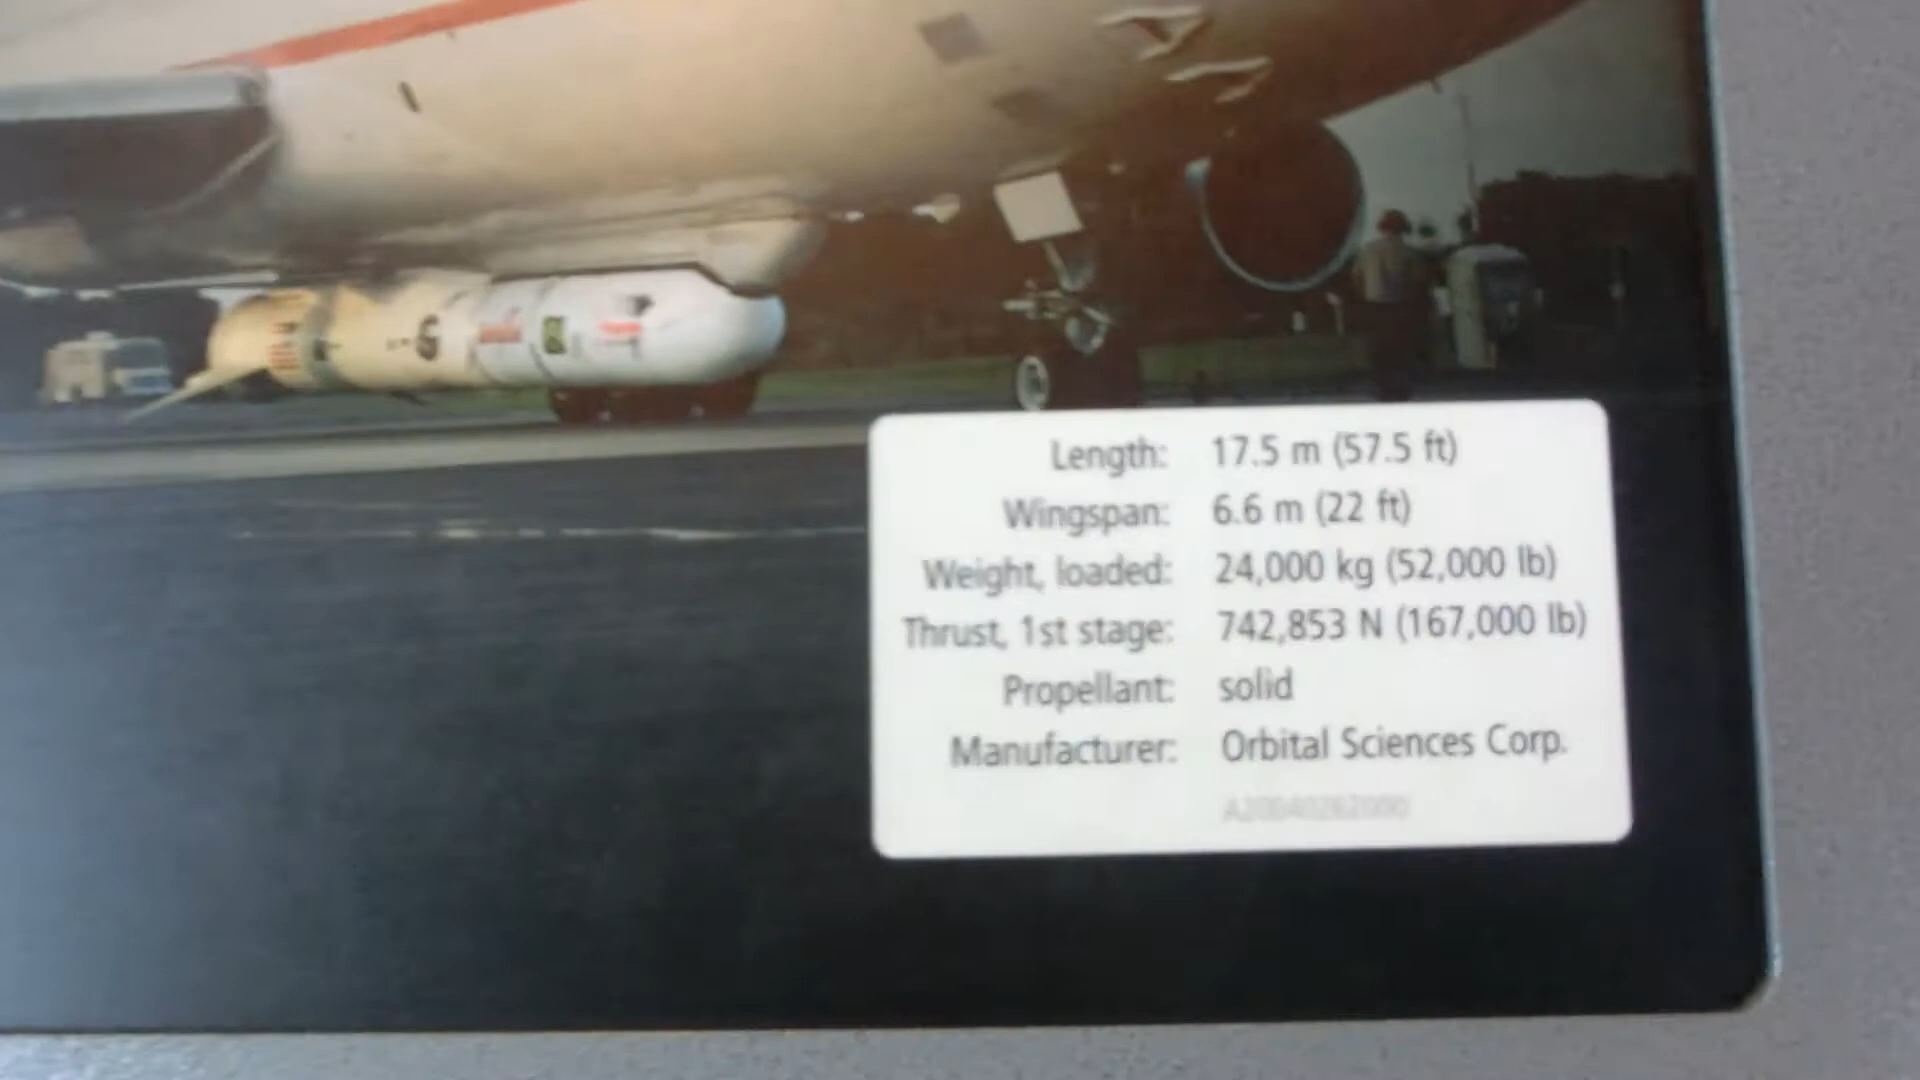 Length: 17.5 m (57.5 ft)
Wingspan: 6.6 m (22 ft)
Weight, loaded: 24,000 kg (52,000 lb)
Thrust, 1st stage: 742,853 N (167,000 lb)
Propellant: solid
Manufacturer: Orbital Sciences Corp.